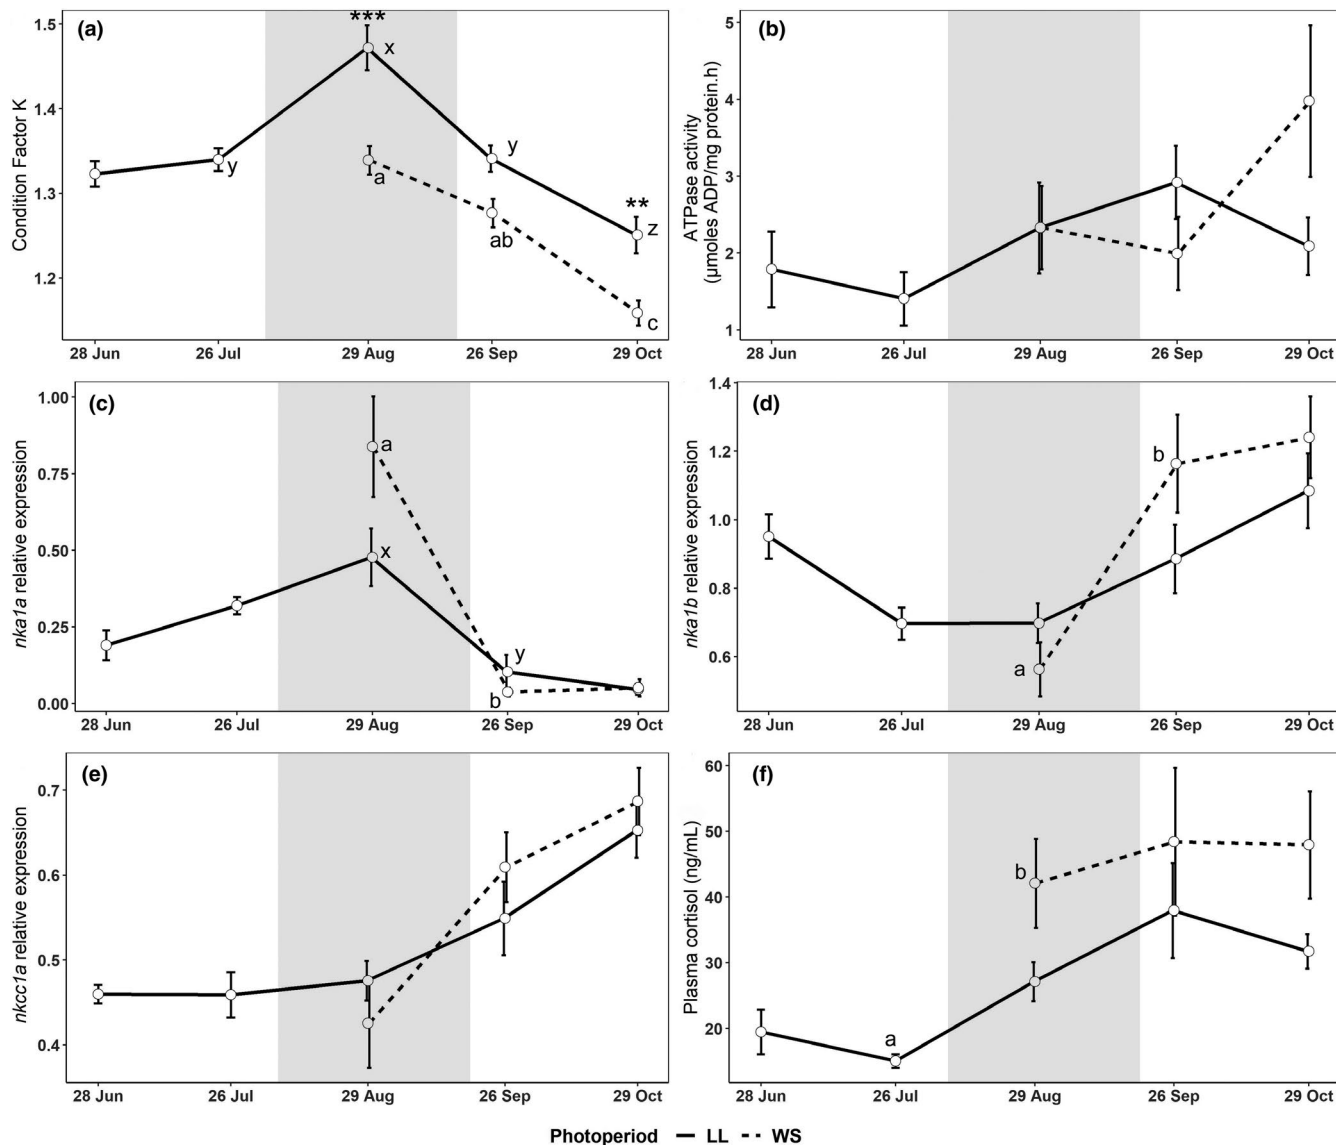 (a)
Condition Factor K
1.5
1.4
1.3
1.2
***
x
y
a
y
ab
**
z
c
28 Jun 26 Jul 29 Aug 26 Sep 29 Oct
(b)
ATPase activity
(µmoles ADP/mg protein.h)
5
4
3
2
1
28 Jun 26 Jul 29 Aug 26 Sep 29 Oct
(c)
nka1a relative expression
1.00
0.75
0.50
0.25
0.00
a
x
y
b
28 Jun 26 Jul 29 Aug 26 Sep 29 Oct
(d)
nka1b relative expression
1.4
1.2
1.0
0.8
0.6
b
a
28 Jun 26 Jul 29 Aug 26 Sep 29 Oct
(e)
nkcc1a relative expression
0.7
0.6
0.5
0.4
28 Jun 26 Jul 29 Aug 26 Sep 29 Oct
(f)
Plasma cortisol (ng/mL)
60
50
40
30
20
b
a
28 Jun 26 Jul 29 Aug 26 Sep 29 Oct
Photoperiod LL WS